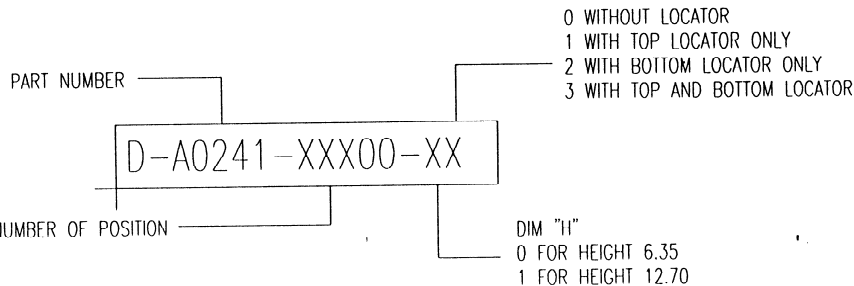 0 WITHOUT LOCATOR
1 WITH TOP LOCATOR ONLY
2 WITH BOTTOM LOCATOR ONLY
3 WITH TOP AND BOTTOM LOCATOR
PART NUMBER
D-A0241-XXX00-XX
NUMBER OF POSITION
DIM "H"
0 FOR HEIGHT 6.35
1 FOR HEIGHT 12.70